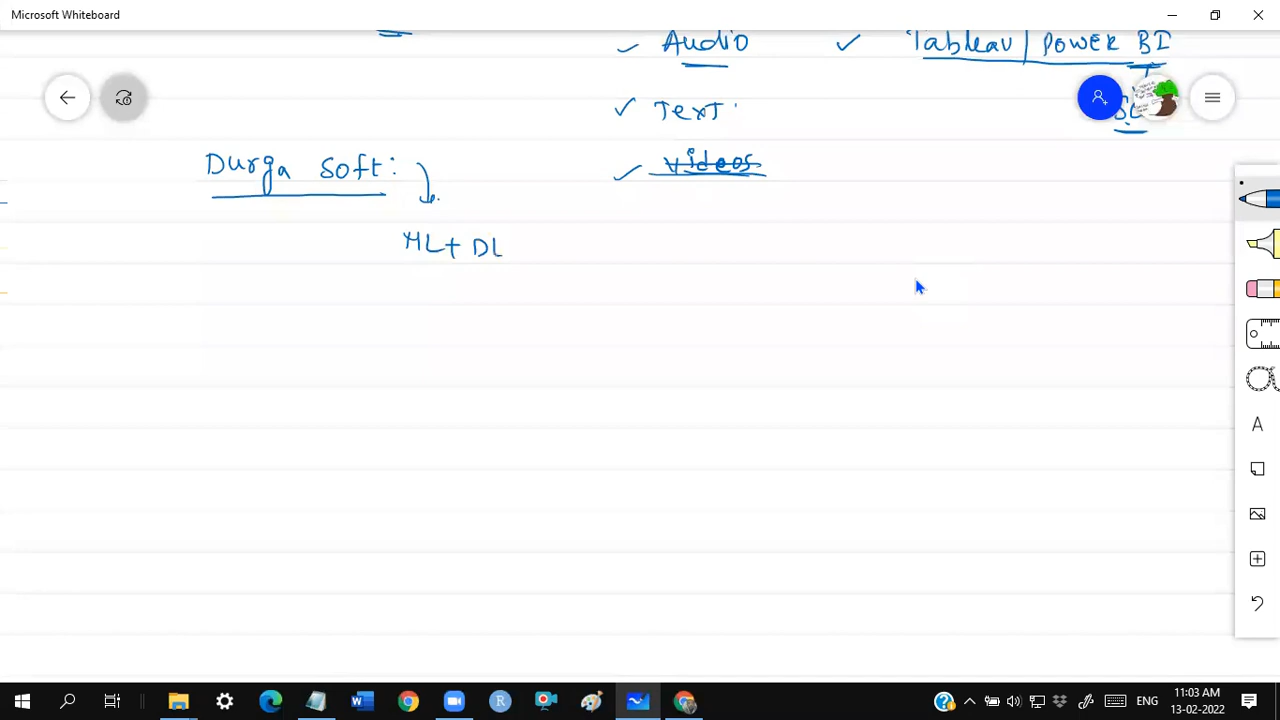 Microsoft Whiteboard
Audio
Tableau | POWER BI
Text
Durga Soft:
Videos
ML + DL
A
R
ENG
11:03 AM
13-02-2022